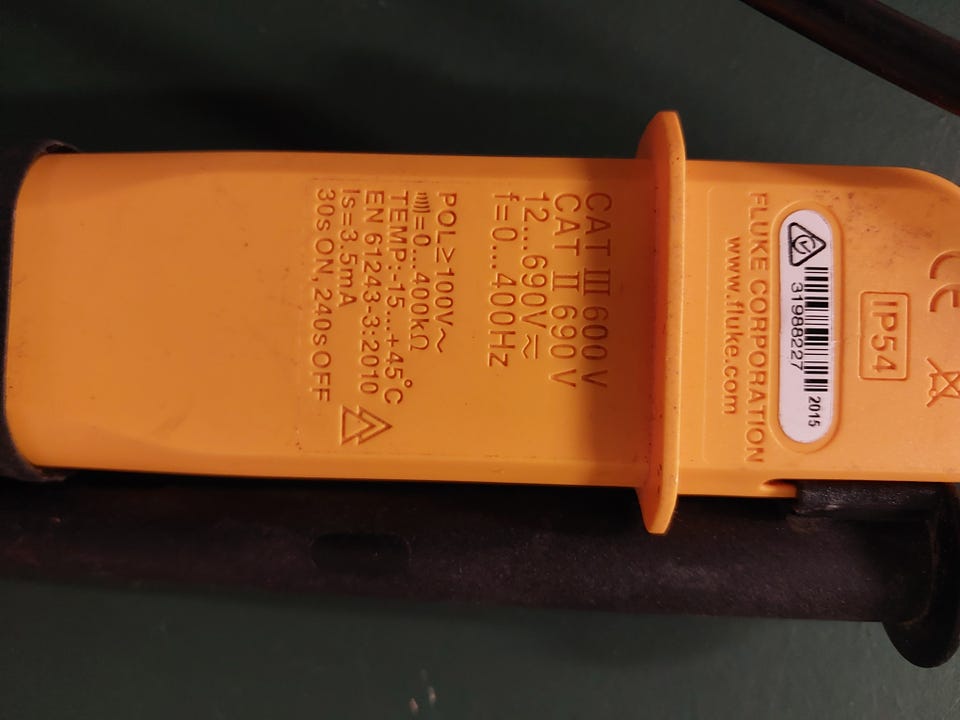 CE
IP54
2015
31988227
FLUKE CORPORATION
www.fluke.com
CAT III 600 V
CAT II 690 V
12...690V
f=0...400Hz
POL≥100V~
=0...400kΩ
TEMP:-15...+45°C
EN 61243-3:2010
Is=3.5mA
30s ON, 240s OFF